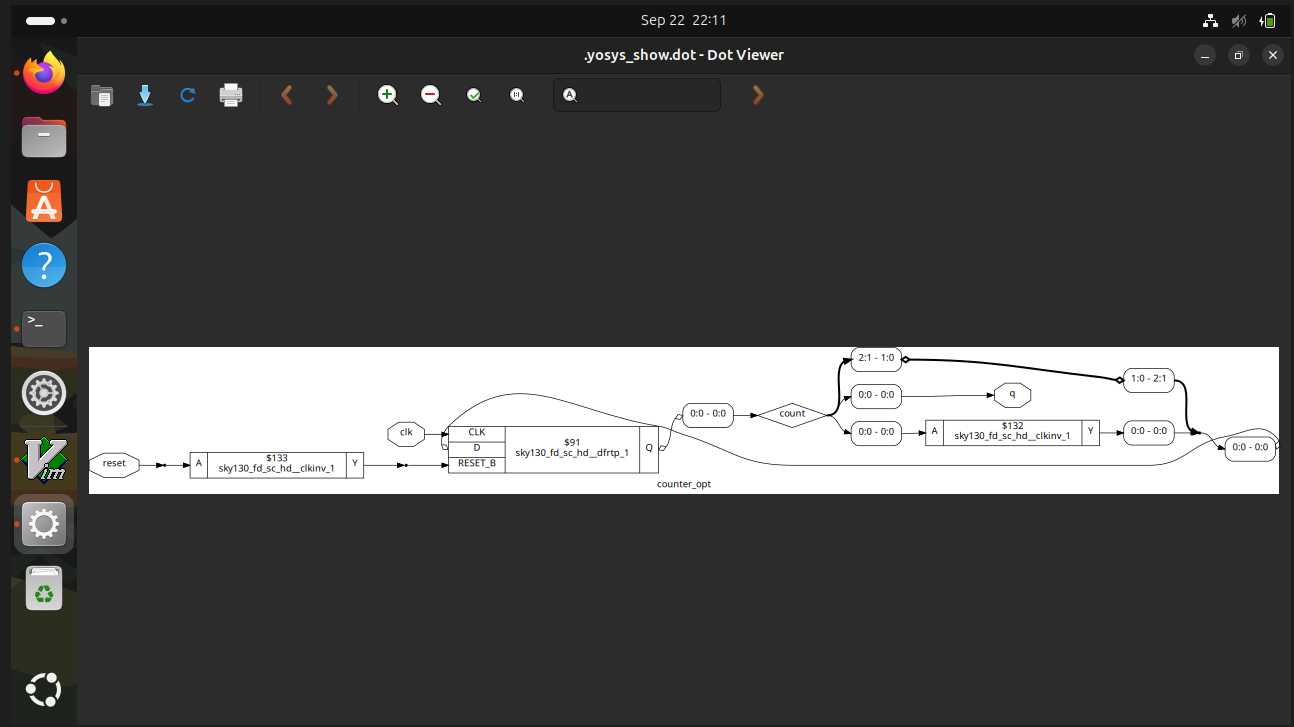 Sep 22 22:11
.yosys_show.dot - Dot Viewer
A
>_
?
Vim
2:1 - 1:0
1:0 - 2:1
0:0 - 0:0
q
0:0 - 0:0
count
clk
CLK
D
RESET_B
$91
sky130_fd_sc_hd__dfrtp_1
Q
0:0 - 0:0
A
$132
sky130_fd_sc_hd__clkinv_1
Y
0:0 - 0:0
0:0 - 0:0
reset
A
$133
sky130_fd_sc_hd__clkinv_1
Y
counter_opt